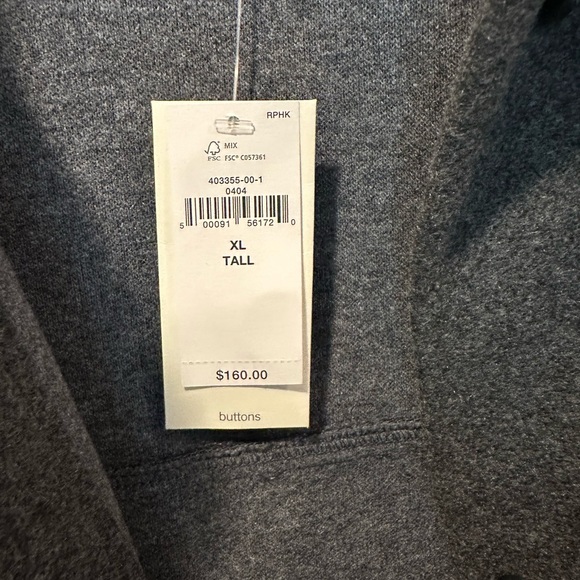 RPHK
MIX
FSC FSC® C057361
403355-00-1
0404
5 00091 56172 0
XL
TALL
$160.00
buttons